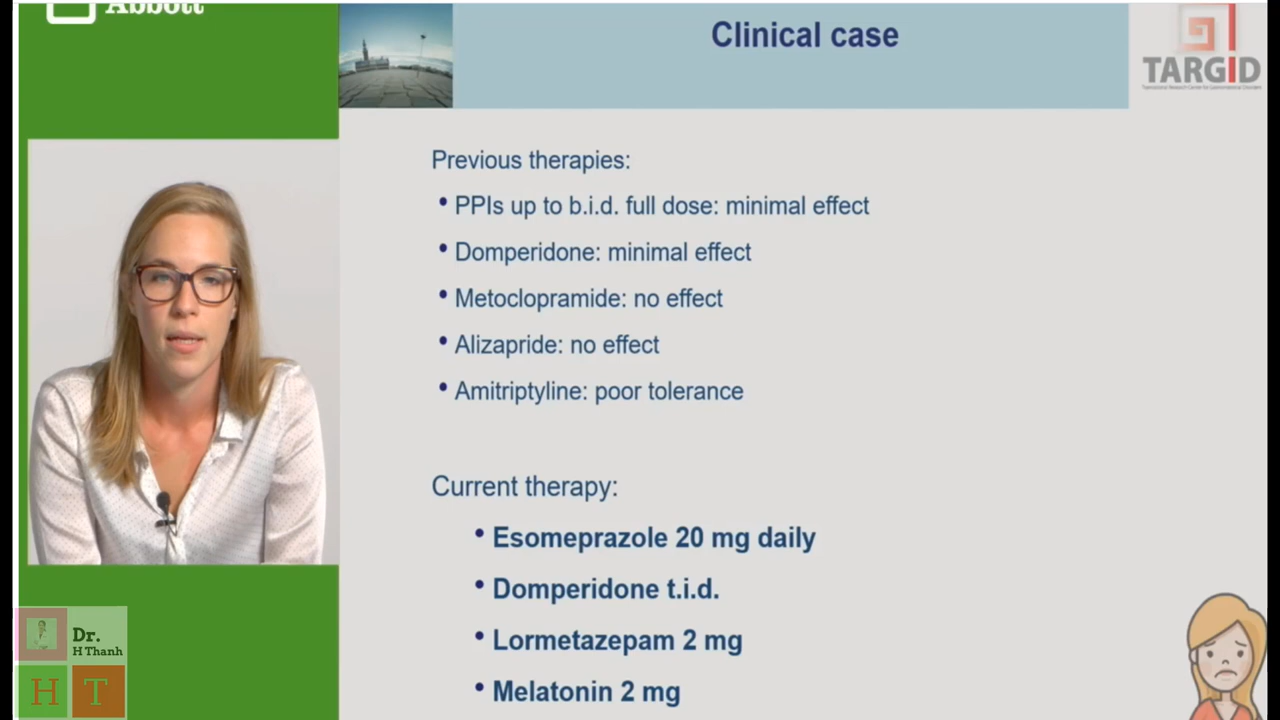 Abbott
Clinical case
TARGID
Previous therapies:
• PPIs up to b.i.d. full dose: minimal effect
• Domperidone: minimal effect
• Metoclopramide: no effect
• Alizapride: no effect
• Amitriptyline: poor tolerance
Current therapy:
• Esomeprazole 20 mg daily
• Domperidone t.i.d.
• Lormetazepam 2 mg
• Melatonin 2 mg
Dr.
H Thanh
H T